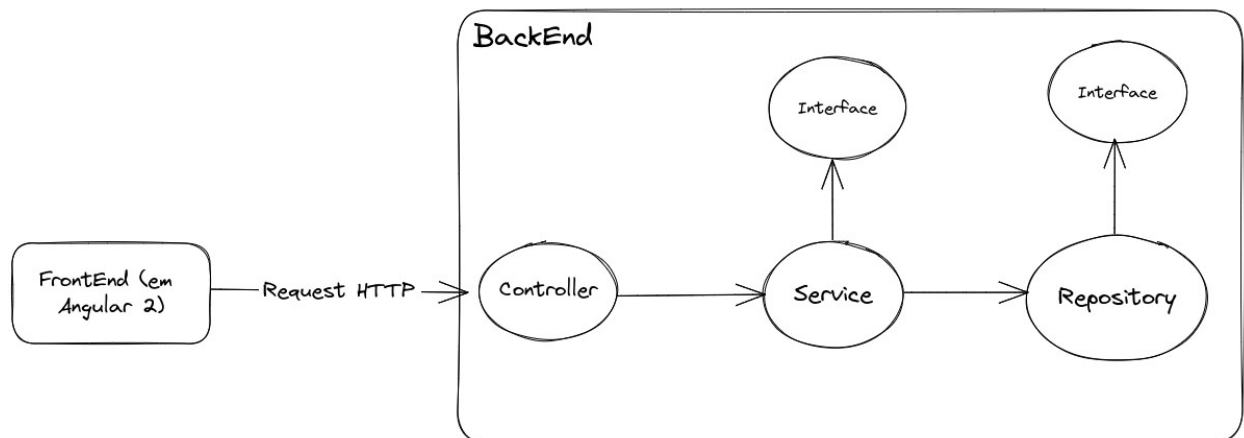 BackEnd
Interface
Interface
FrontEnd (em
Angular 2)
Request HTTP
Controller
Service
Repository